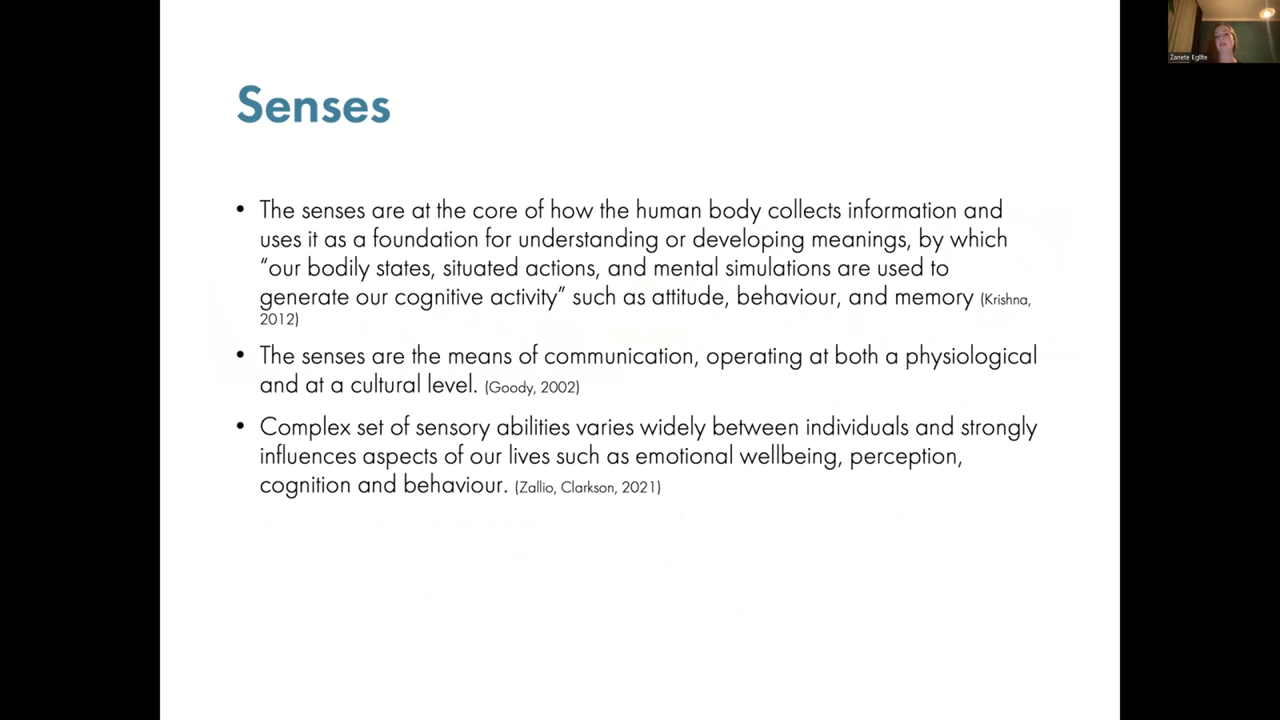 Senses
• The senses are at the core of how the human body collects information and
uses it as a foundation for understanding or developing meanings, by which
“our bodily states, situated actions, and mental simulations are used to
generate our cognitive activity” such as attitude, behaviour, and memory (Krishna,
2012)
• The senses are the means of communication, operating at both a physiological
and at a cultural level. (Goody, 2002)
• Complex set of sensory abilities varies widely between individuals and strongly
influences aspects of our lives such as emotional wellbeing, perception,
cognition and behaviour. (Zallio, Clarkson, 2021)
Zanete Eglīte